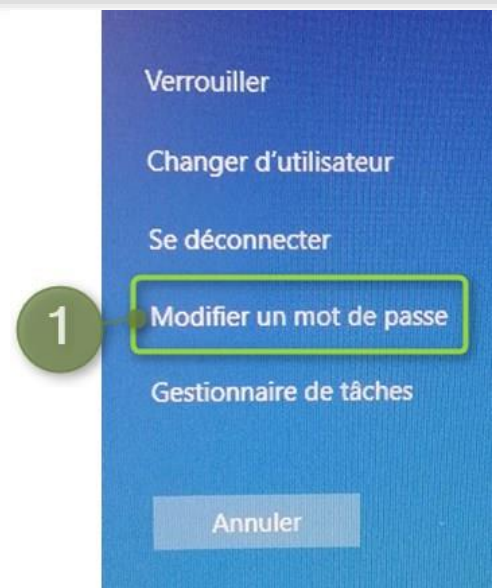 Verrouiller
Changer d’utilisateur
Se déconnecter
1
Modifier un mot de passe
Gestionnaire de tâches
Annuler